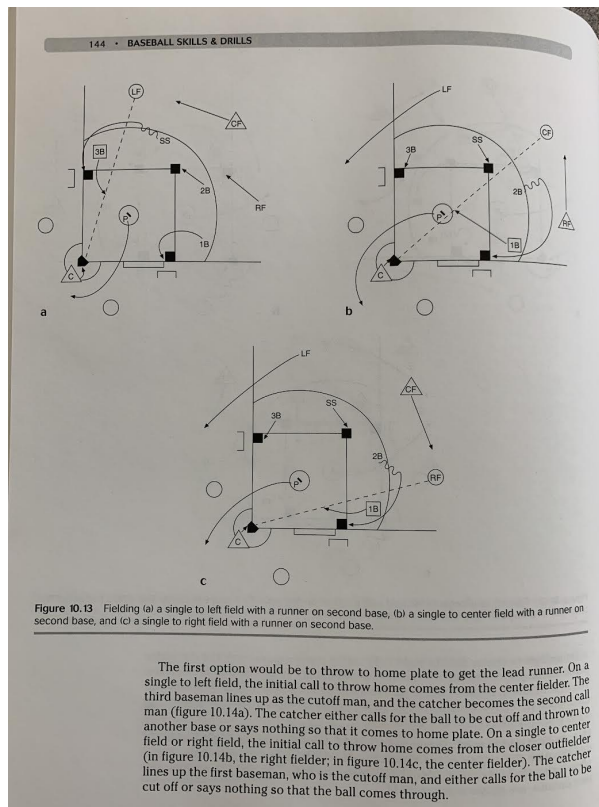 144 • BASEBALL SKILLS & DRILLS
LF
CF
SS
3B
2B
RF
P
1B
C
a
LF
CF
3B
SS
2B
P
RF
1B
C
b
LF
CF
SS
3B
2B
RF
P
1B
C
c
Figure 10.13 Fielding (a) a single to left field with a runner on second base, (b) a single to center field with a runner on
second base, and (c) a single to right field with a runner on second base.
The first option would be to throw to home plate to get the lead runner. On a
single to left field, the initial call to throw home comes from the center fielder. The
third baseman lines up as the cutoff man, and the catcher becomes the second call
man (figure 10.14a). The catcher either calls for the ball to be cut off and thrown to
another base or says nothing so that it comes to home plate. On a single to center
field or right field, the initial call to throw home comes from the closer outfielder
(in figure 10.14b, the right fielder; in figure 10.14c, the center fielder). The catcher
lines up the first baseman, who is the cutoff man, and either calls for the ball to be
cut off or says nothing so that the ball comes through.